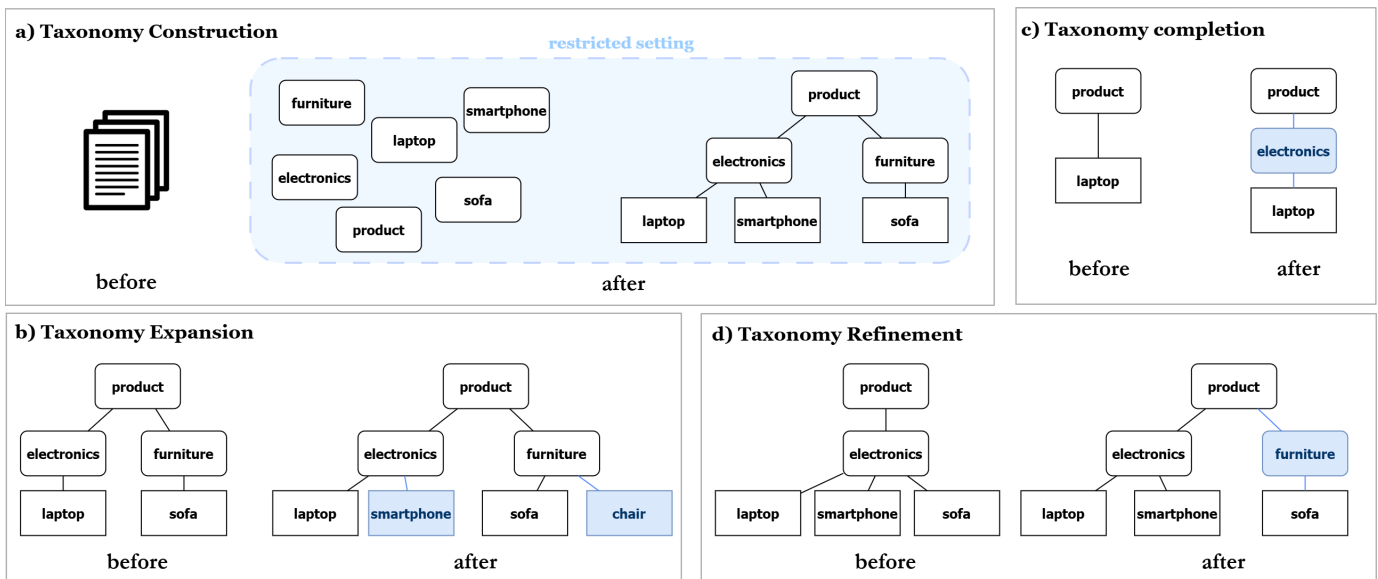 a) Taxonomy Construction
restricted setting
furniture
smartphone
laptop
electronics
sofa
product
product
electronics
furniture
laptop
smartphone
sofa
before
after
c) Taxonomy completion
product
product
electronics
laptop
laptop
before
after
b) Taxonomy Expansion
product
electronics
furniture
laptop
sofa
before
product
electronics
furniture
laptop
smartphone
sofa
chair
after
d) Taxonomy Refinement
product
electronics
laptop
smartphone
sofa
before
product
electronics
furniture
laptop
smartphone
sofa
after